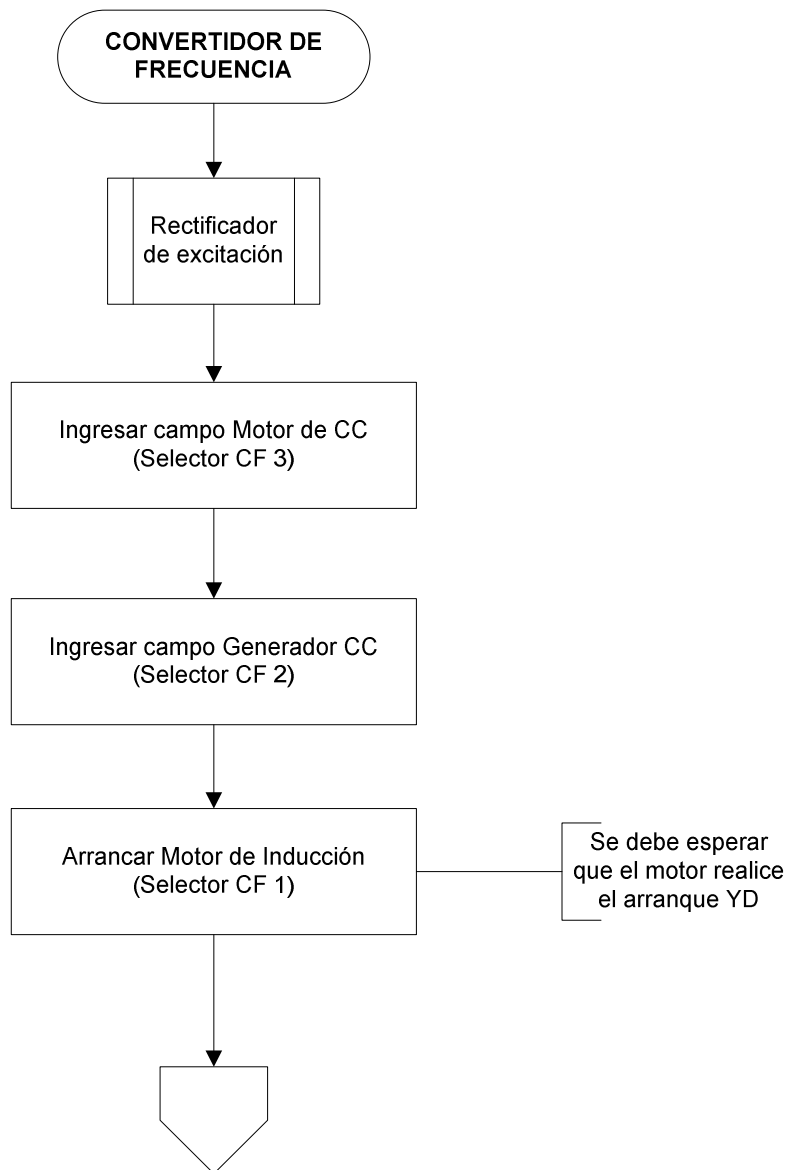 CONVERTIDOR DE
FRECUENCIA
Rectificador
de excitación
Ingresar campo Motor de CC
(Selector CF 3)
Ingresar campo Generador CC
(Selector CF 2)
Arrancar Motor de Inducción
(Selector CF 1)
Se debe esperar
que el motor realice
el arranque YD